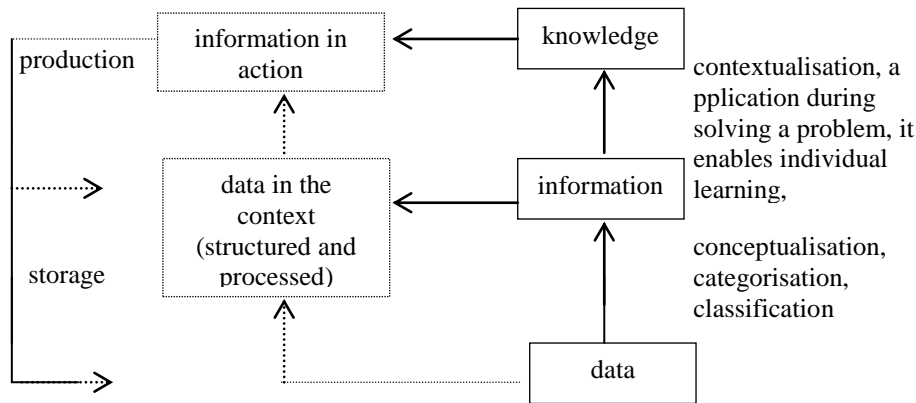 information in
action
knowledge
production
contextualisation, a
pplication during
solving a problem, it
enables individual
learning,
data in the
context
(structured and
processed)
information
storage
conceptualisation,
categorisation,
classification
data